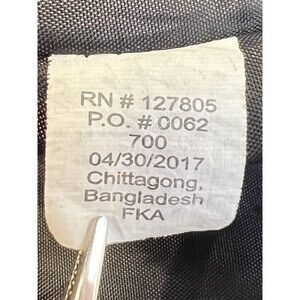 RN # 127805
P.O. # 0062
700
04/30/2017
Chittagong,
Bangladesh
FKA